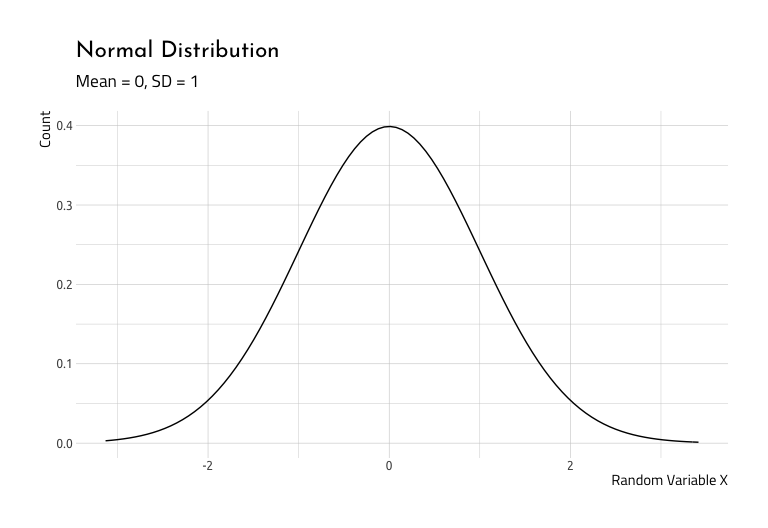 Normal Distribution
Mean = 0, SD = 1
Count
0.4
0.3
0.2
0.1
0.0
-2 0 2
Random Variable X